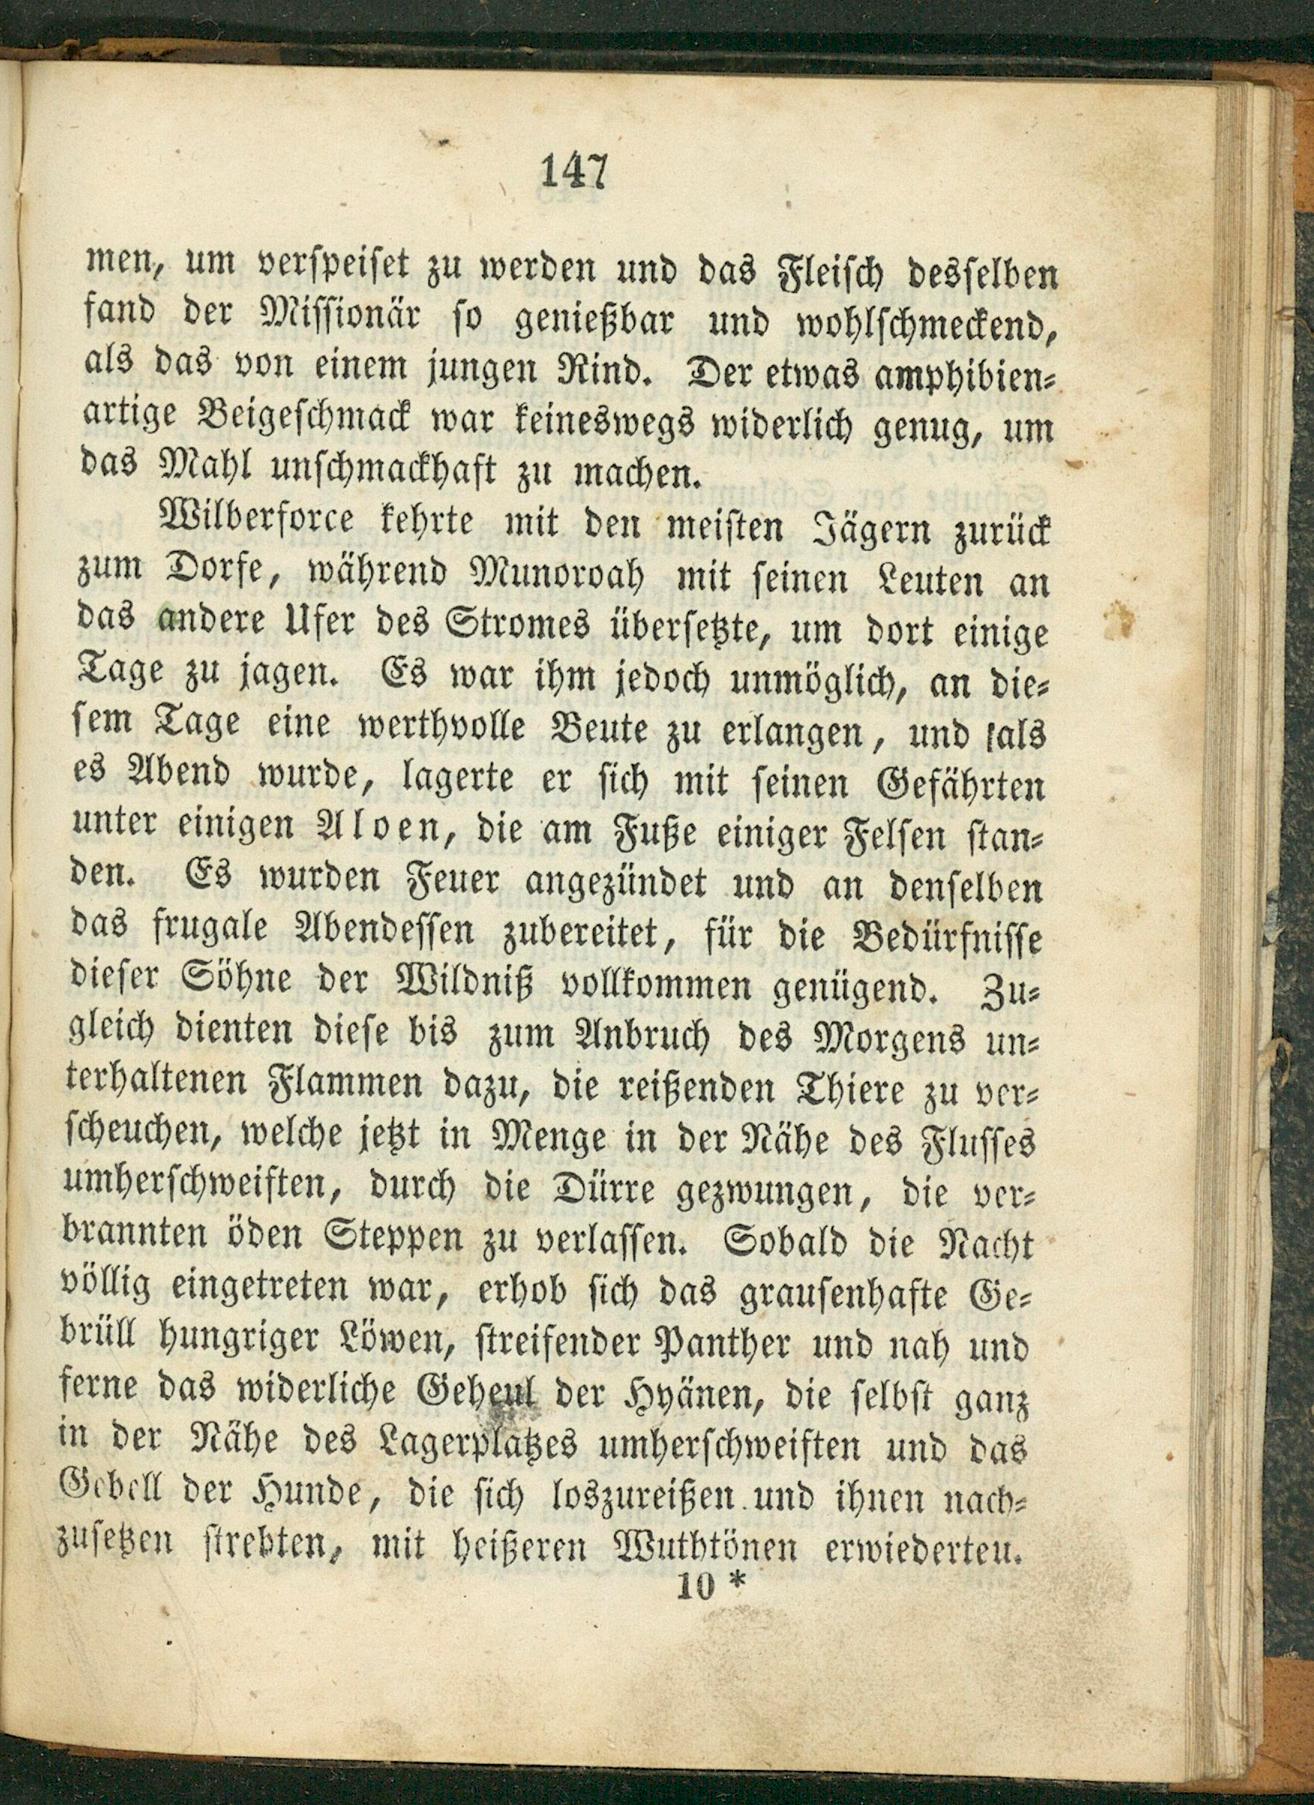 147
men, um verspeiset zu werden und das Fleisch desselben
fand der Missionär so genießbar und wohlschmeckend,
als das von einem jungen Rind. Der etwas amphibien-
artige Beigeschmack war keineswegs widerlich genug, um
das Mahl unschmackhaft zu machen.
Wilberforce kehrte mit den meisten Jägern zurück
zum Dorfe, während Munoroah mit seinen Leuten an
das andere Ufer des Stromes übersetzte, um dort einige
Tage zu jagen. Es war ihm jedoch unmöglich, an die-
sem Tage eine werthvolle Beute zu erlangen, und als
es Abend wurde, lagerte er sich mit seinen Gefährten
unter einigen Aloen, die am Fuße einiger Felsen stan-
den. Es wurden Feuer angezündet und an denselben
das frugale Abendessen zubereitet, für die Bedürfnisse
dieser Söhne der Wildniß vollkommen genügend. Zu-
gleich dienten diese bis zum Anbruch des Morgens un-
terhaltenen Flammen dazu, die reißenden Thiere zu ver-
scheuchen, welche jetzt in Menge in der Nähe des Flusses
umherschweiften, durch die Dürre gezwungen, die ver-
brannten öden Steppen zu verlassen. Sobald die Nacht
völlig eingetreten war, erhob sich das grausenhafte Ge-
brüll hungriger Löwen, streifender Panther und nah und
ferne das widerliche Geheul der Hyänen, die selbst ganz
in der Nähe des Lagerplatzes umherschweiften und das
Gebell der Hunde, die sich loszureißen und ihnen nach-
zusetzen strebten, mit heißeren Wuthtönen erwiederten.
10 *